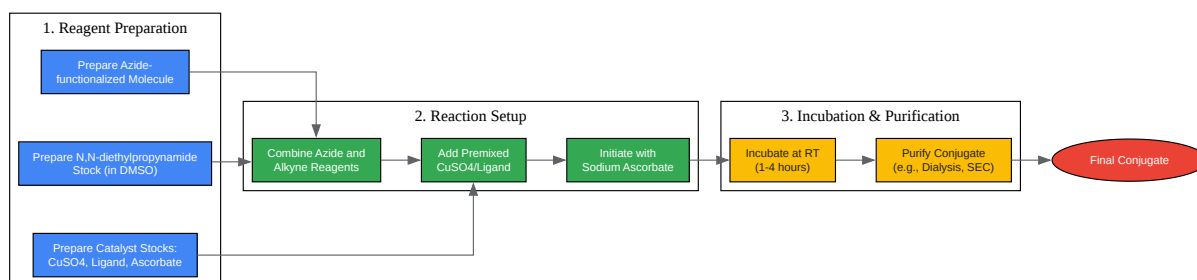 1. Reagent Preparation
Prepare Azide-
functionalized Molecule
Prepare N,N-diethylpropynamide
Stock (in DMSO)
Prepare Catalyst Stocks:
CuSO4, Ligand, Ascorbate
2. Reaction Setup
Combine Azide and
Alkyne Reagents
Add Premixed
CuSO4/Ligand
Initiate with
Sodium Ascorbate
3. Incubation & Purification
Incubate at RT
(1-4 hours)
Purify Conjugate
(e.g., Dialysis, SEC)
Final Conjugate